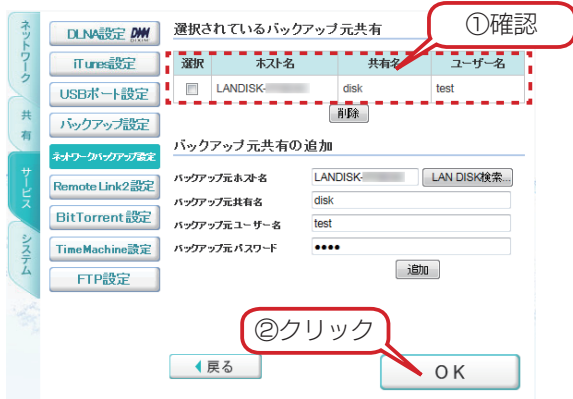 ネットワーク
共有
サービス
システム
DLNA設定 DMM
iTunes設定
USBポート設定
バックアップ設定
ネットワークバックアップ設定
Remote Link2設定
BitTorrent設定
TimeMachine設定
FTP設定
選択されているバックアップ元共有
①確認
選択 ホスト名 共有名 ユーザー名
LANDISK- disk test
削除
バックアップ元共有の追加
バックアップ元ホスト名 LANDISK- LAN DISK検索...
バックアップ元共有名 disk
バックアップ元ユーザー名 test
バックアップ元パスワード ••••
追加
②クリック
戻る
OK